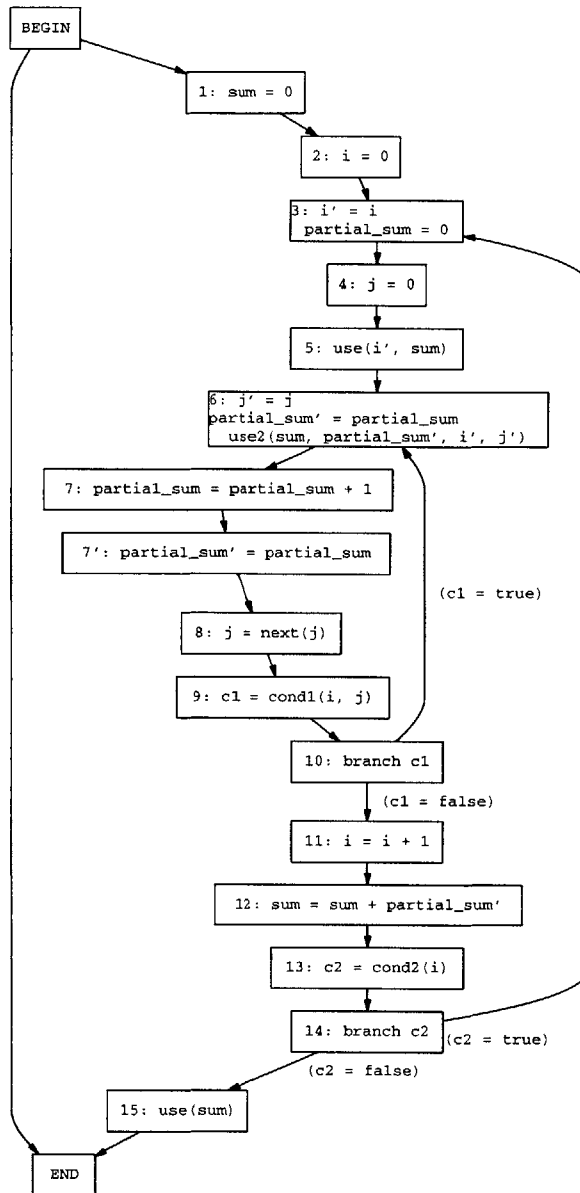 BEGIN
1: sum = 0
2: i = 0
3: i' = i
partial_sum = 0
4: j = 0
5: use(i', sum)
6: j' = j
partial_sum' = partial_sum
use2(sum, partial_sum', i', j')
7: partial_sum = partial_sum + 1
7': partial_sum' = partial_sum
(c1 = true)
8: j = next(j)
9: c1 = cond1(i, j)
10: branch c1
(c1 = false)
11: i = i + 1
12: sum = sum + partial_sum'
13: c2 = cond2(i)
14: branch c2
(c2 = true)
(c2 = false)
15: use(sum)
END